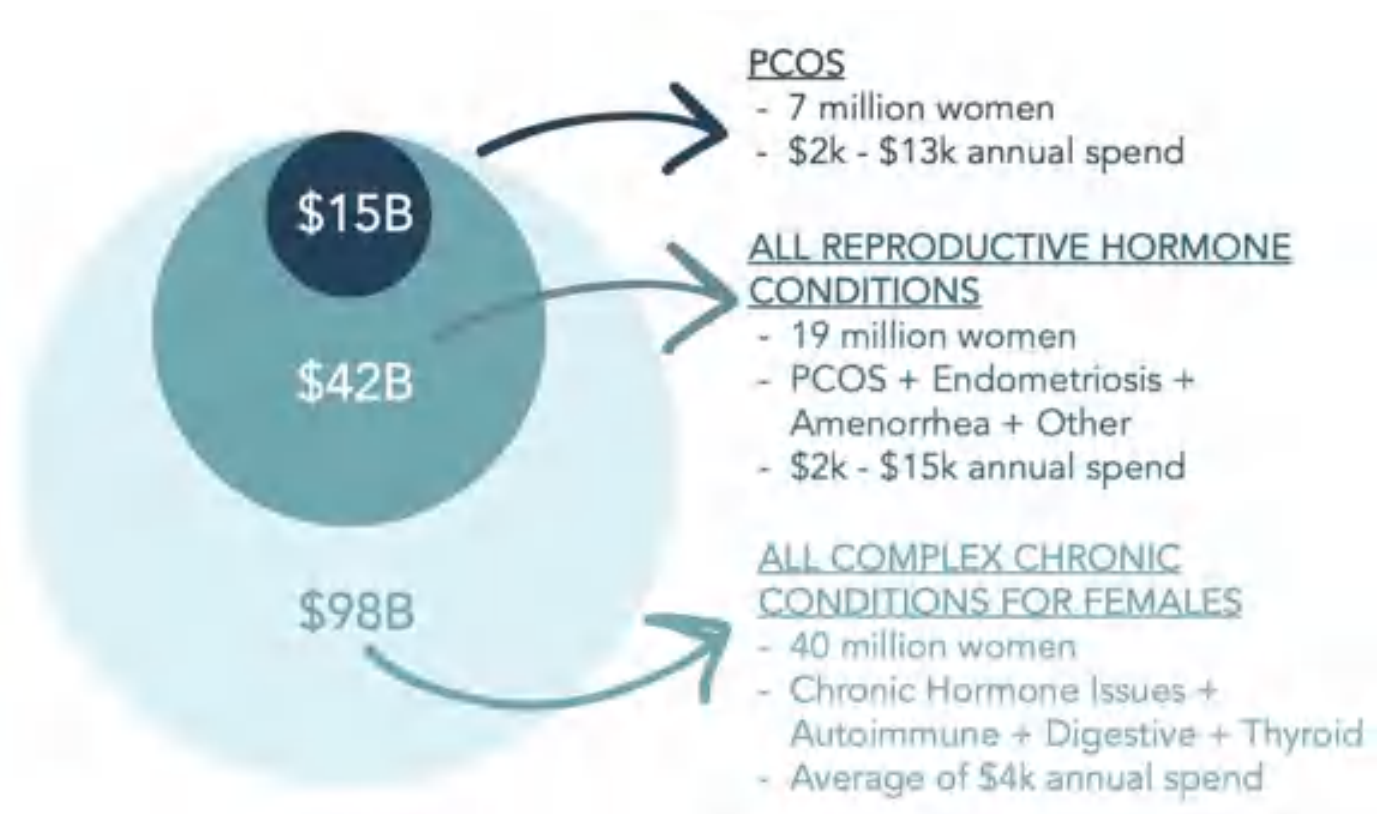 PCOS
- 7 million women
- $2k - $13k annual spend
$15B
ALL REPRODUCTIVE HORMONE
CONDITIONS
- 19 million women
- PCOS + Endometriosis +
Amenorrhea + Other
- $2k - $15k annual spend
$42B
ALL COMPLEX CHRONIC
CONDITIONS FOR FEMALES
- 40 million women
- Chronic Hormone Issues +
Autoimmune + Digestive + Thyroid
- Average of $4k annual spend
$98B